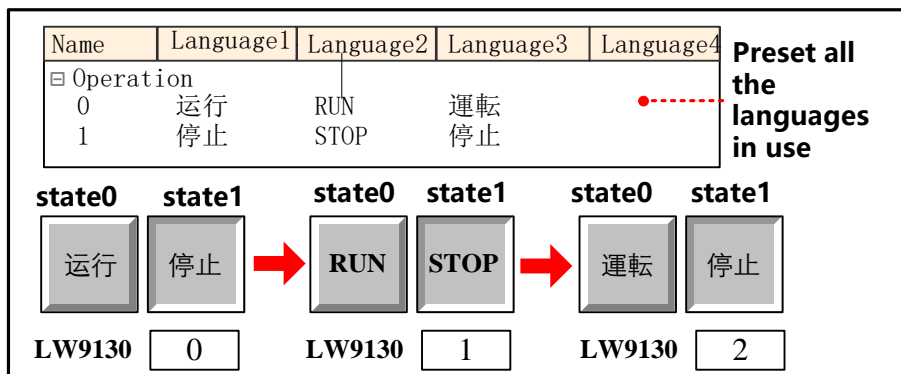 Name Language1 Language2 Language3 Language4
Operation
0 运行 RUN 運転
1 停止 STOP 停止
Preset all
the
languages
in use
state0 state1 state0 state1 state0 state1
运行 停止 RUN STOP 運転 停止
LW9130 0 LW9130 1 LW9130 2